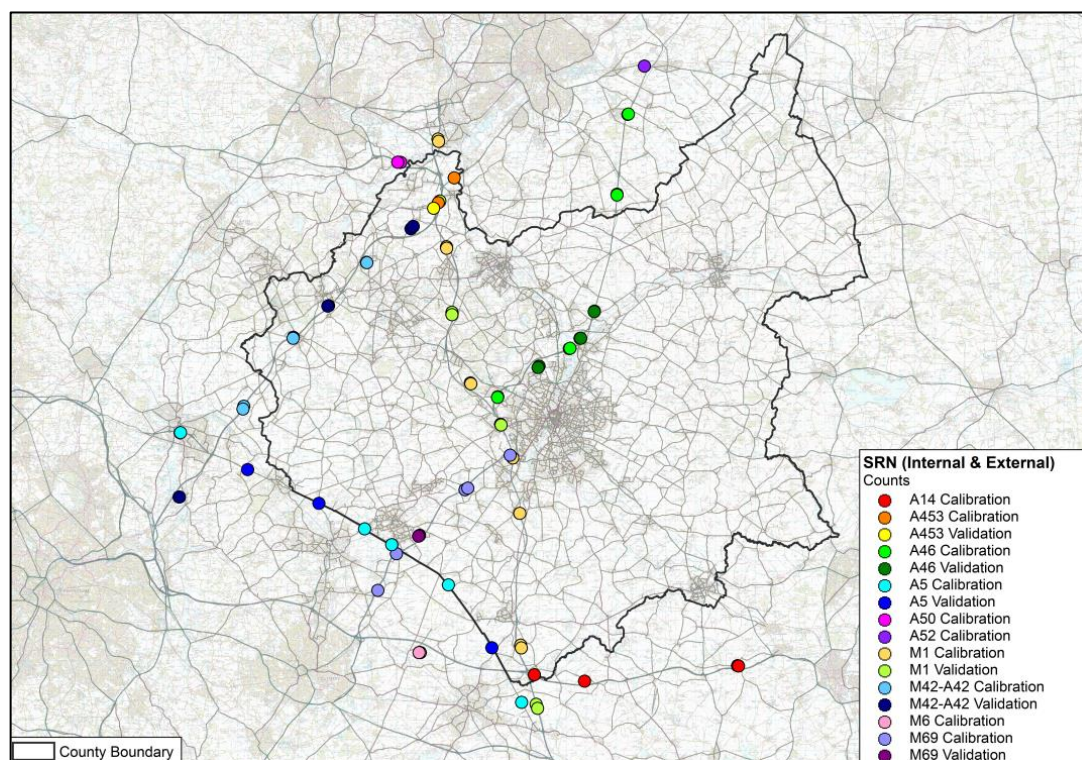 SRN (Internal & External)
Counts
A14 Calibration
A453 Calibration
A453 Validation
A46 Calibration
A46 Validation
A5 Calibration
A5 Validation
A50 Calibration
A52 Calibration
M1 Calibration
M1 Validation
M42-A42 Calibration
M42-A42 Validation
M6 Calibration
M69 Calibration
M69 Validation
County Boundary